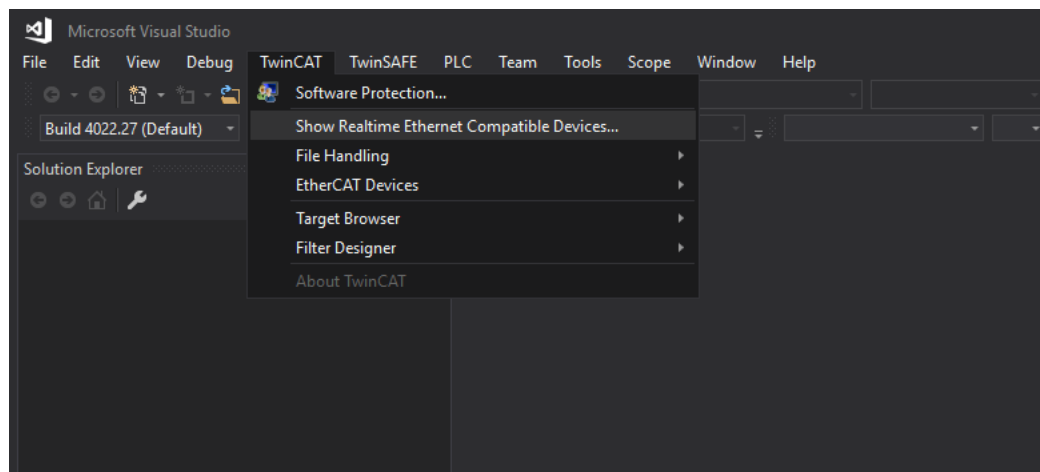 Microsoft Visual Studio
File Edit View Debug TwinCAT TwinSAFE PLC Team Tools Scope Window Help
Software Protection...
Build 4022.27 (Default)
Show Realtime Ethernet Compatible Devices...
Solution Explorer
File Handling
EtherCAT Devices
Target Browser
Filter Designer
About TwinCAT